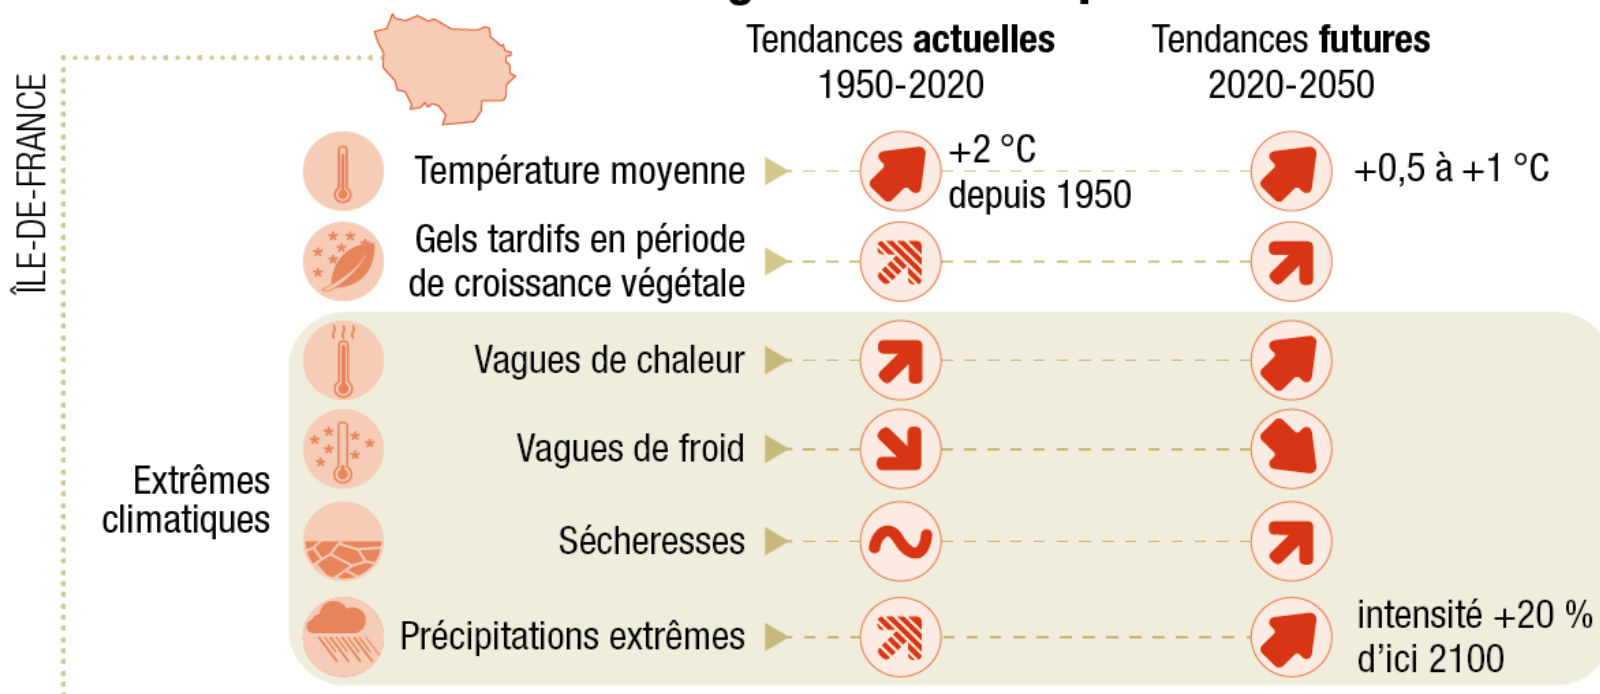 Tendances actuelles
1950-2020
Tendances futures
2020-2050
ÎLE-DE-FRANCE
Température moyenne
+2 °C
depuis 1950
+0,5 à +1 °C
Gels tardifs en période
de croissance végétale
Extrêmes
climatiques
Vagues de chaleur
Vagues de froid
Sécheresses
Précipitations extrêmes
intensité +20 %
d'ici 2100